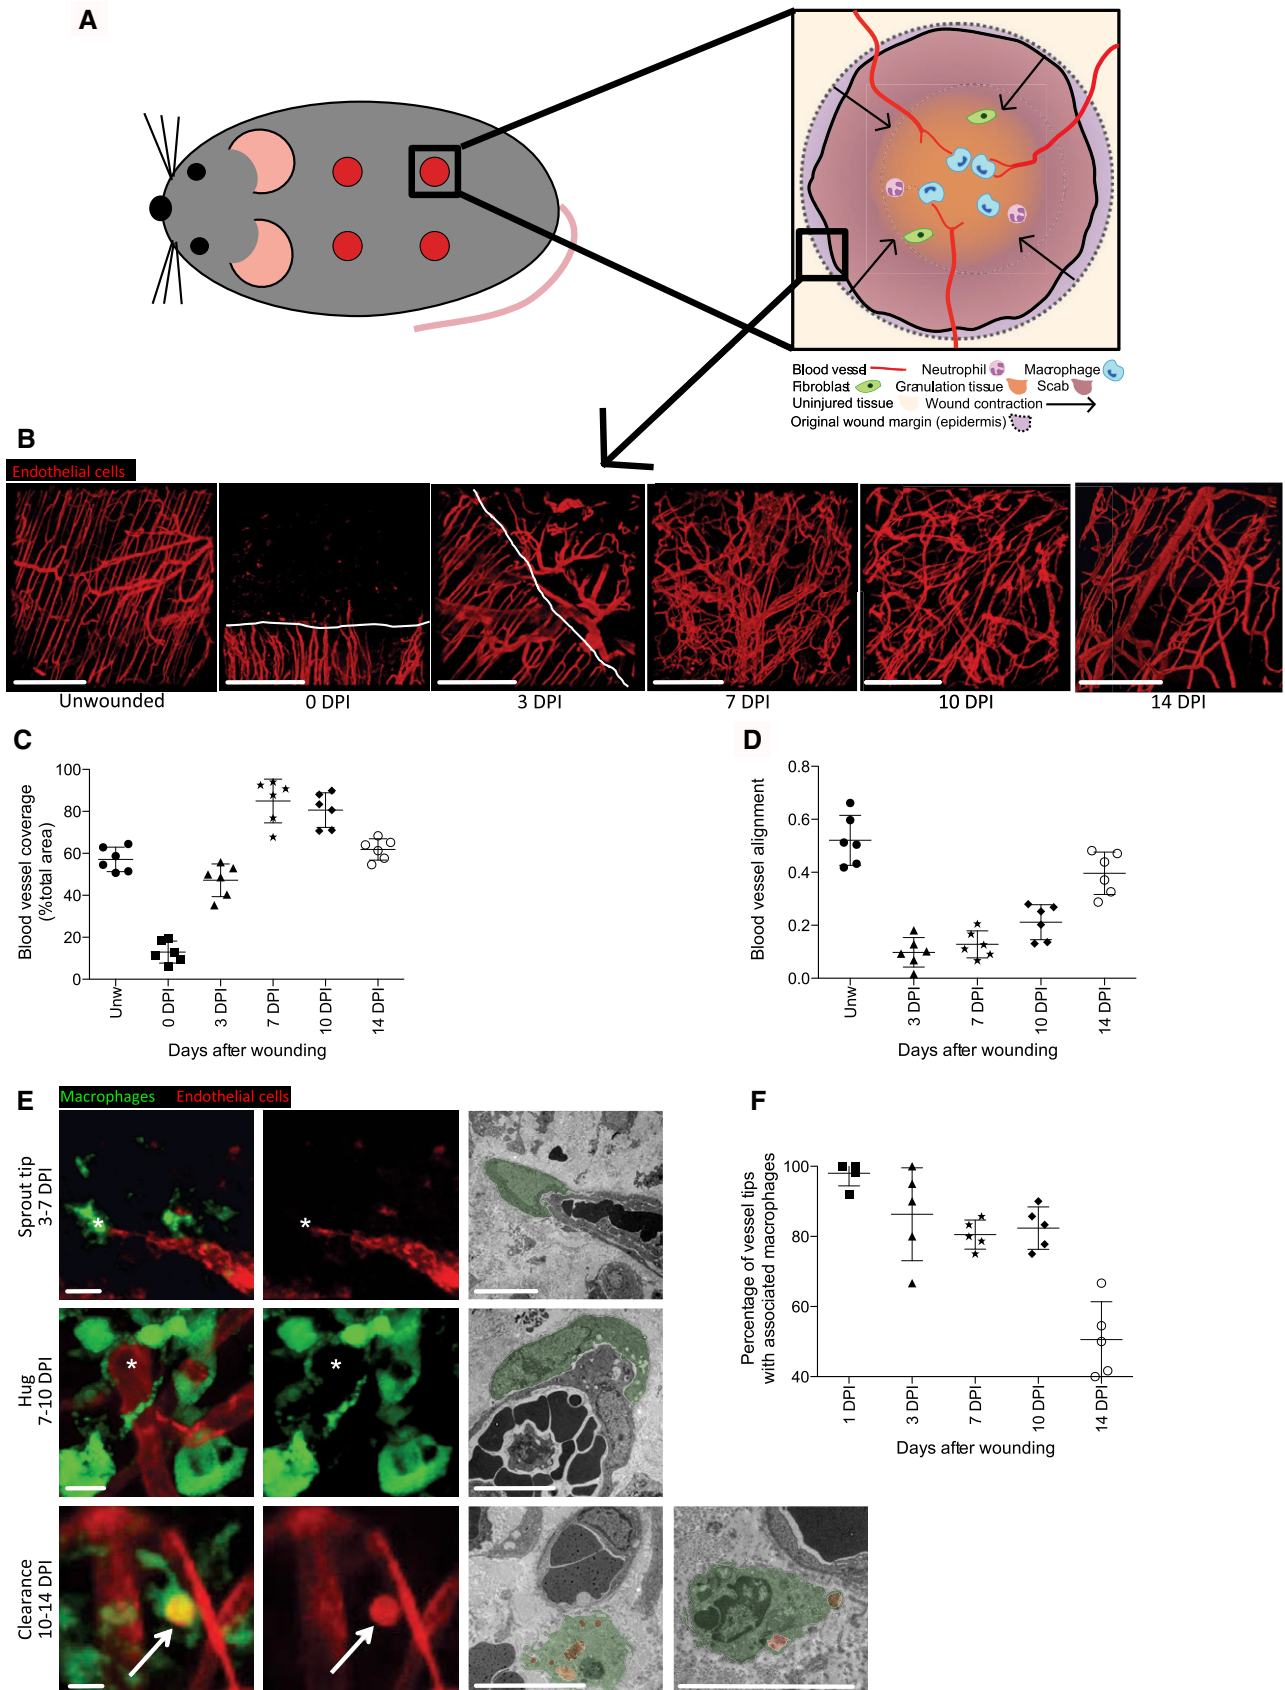 A
Blood vessel Neutrophil Macrophage
Fibroblast Granulation tissue Scab
Uninjured tissue Wound contraction
Original wound margin (epidermis)
B
Endothelial cells
Unwounded 0 DPI 3 DPI 7 DPI 10 DPI 14 DPI
C
Blood vessel coverage
(%total area)
100
80
60
40
20
0
Unw 0 DPI 3 DPI 7 DPI 10 DPI 14 DPI
Days after wounding
D
Blood vessel alignment
0.8
0.6
0.4
0.2
0.0
Unw 3 DPI 7 DPI 10 DPI 14 DPI
Days after wounding
E
Macrophages Endothelial cells
Sprout tip
3-7 DPI
* *
Hug
7-10 DPI
* *
Clearance
10-14 DPI
F
Percentage of vessel tips
with associated macrophages
100
80
60
40
1 DPI 3 DPI 7 DPI 10 DPI 14 DPI
Days after wounding